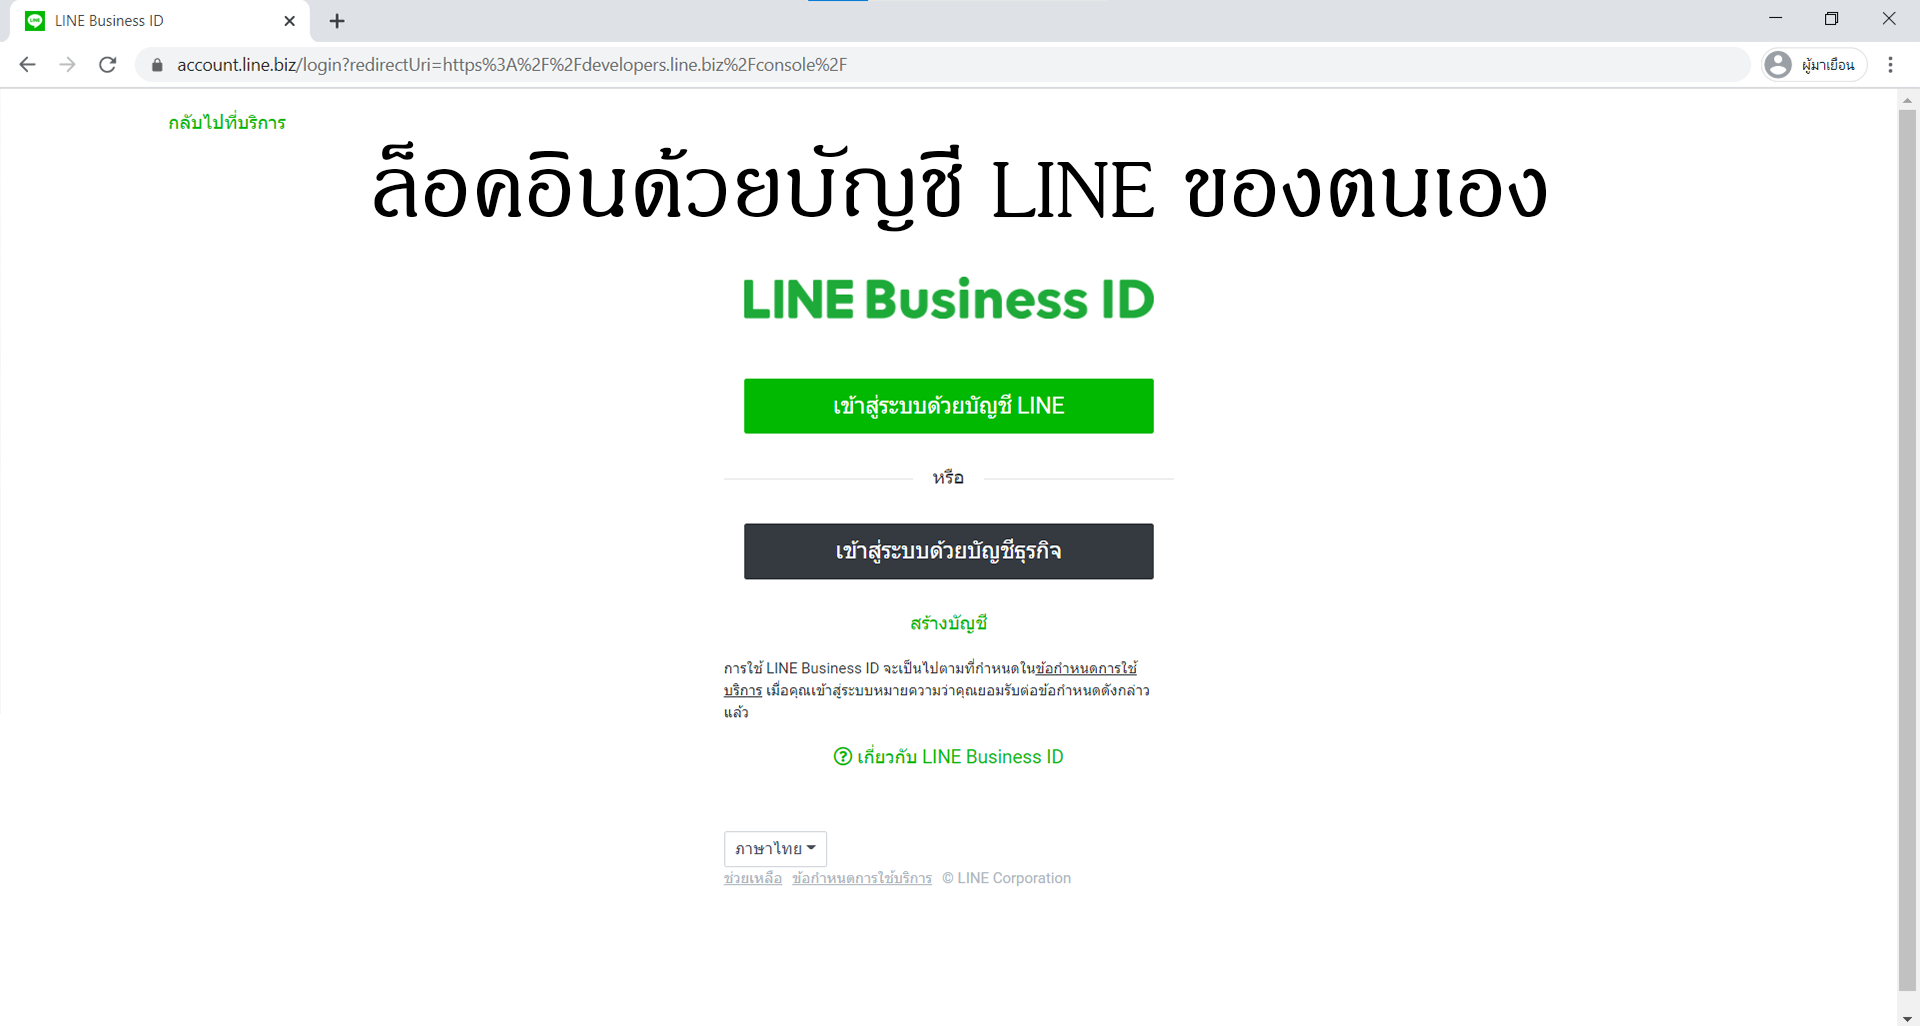 LINE Business ID
account.line.biz/login?redirectUri=https%3A%2F%2Fdevelopers.line.biz%2Fconsole%2F
ผู้มาเยือน
กลับไปที่บริการ
ล็อคอินด้วยบัญชี LINE ของตนเอง
LINE Business ID
เข้าสู่ระบบด้วยบัญชี LINE
หรือ
เข้าสู่ระบบด้วยบัญชีธุรกิจ
สร้างบัญชี
การใช้ LINE Business ID จะเป็นไปตามที่กำหนดในข้อกำหนดการใช้
บริการ เมื่อคุณเข้าสู่ระบบหมายความว่าคุณยอมรับต่อข้อกำหนดดังกล่าว
แล้ว
เกี่ยวกับ LINE Business ID
ภาษาไทย
ช่วยเหลือ ข้อกำหนดการใช้บริการ © LINE Corporation